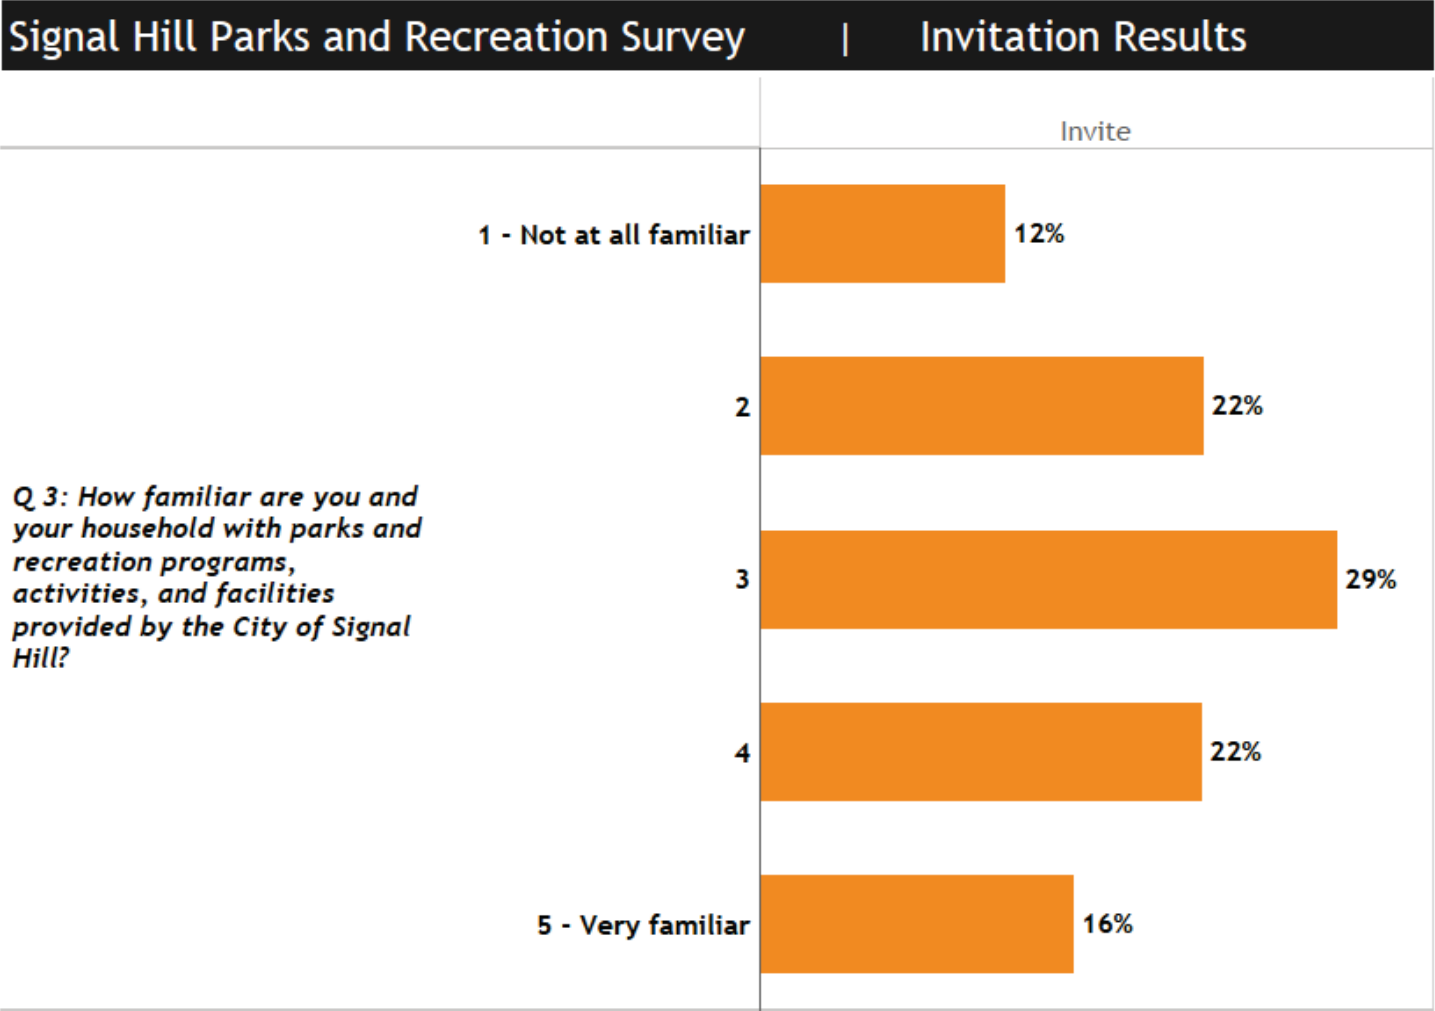 Signal Hill Parks and Recreation Survey | Invitation Results
Invite
1 - Not at all familiar 12%
2 22%
Q 3: How familiar are you and
your household with parks and
recreation programs,
activities, and facilities
provided by the City of Signal
Hill?
3 29%
4 22%
5 - Very familiar 16%